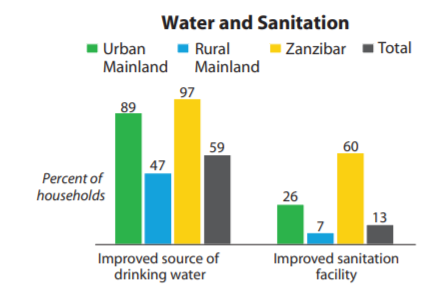 Water and Sanitation
Urban Mainland
Rural Mainland
Zanzibar
Total
Percent of
households
89
47
97
59
26
7
60
13
Improved source of
drinking water
Improved sanitation
facility